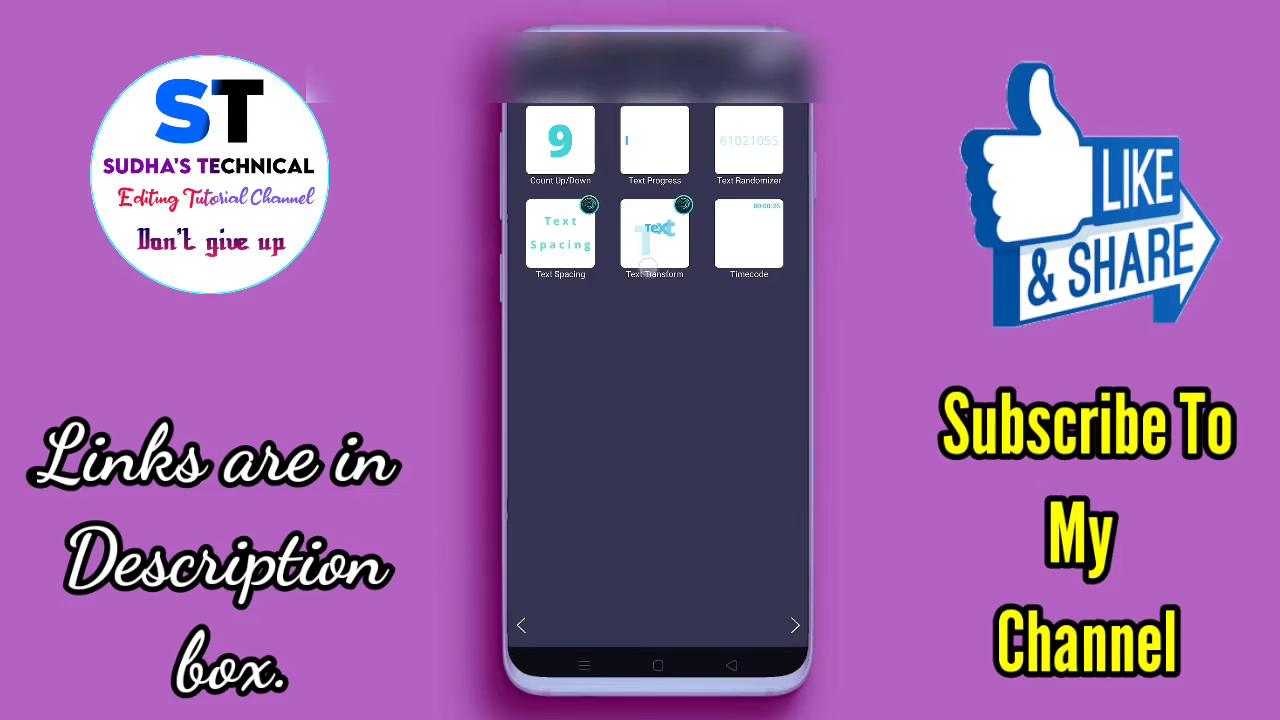 ST
SUDHA'S TECHNICAL
Editing Tutorial Channel
Don't give up
Links are in
Description
box.
9
Count Up/Down
Text Progress
6102105S
Text Randomizer
Text
Spacing
Text Spacing
Text
Text Transform
00:00:26
Timecode
LIKE
& SHARE
Subscribe To
My
Channel